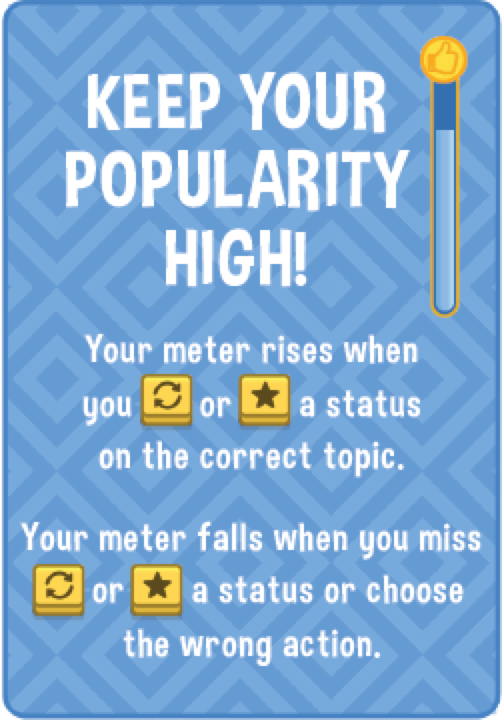 KEEP YOUR
POPULARITY
HIGH!
Your meter rises when
you or a status
on the correct topic.
Your meter falls when you miss
or a status or choose
the wrong action.